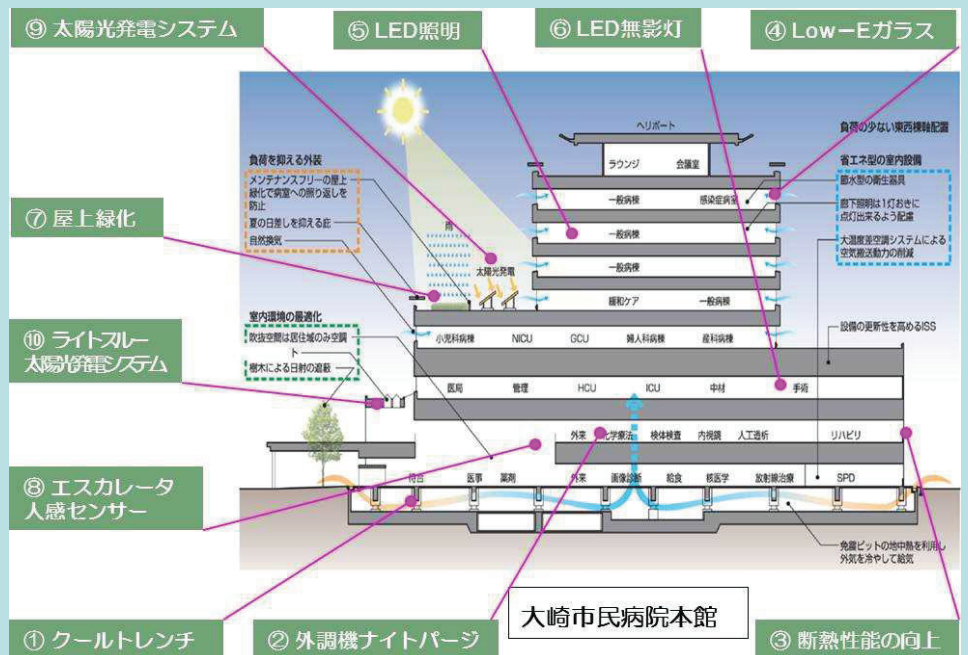 ⑨ 太陽光発電システム
⑤ LED照明
⑥ LED無影灯
④ Low－Eガラス
ヘリポート
負荷の少ない東西棟軸配置
ラウンジ 会議室
負荷を抑える外装
メンテナンスフリーの屋上
緑化で病室への照り返しを
防止
夏の日差しを抑える庇
自然換気
省エネ型の室内設備
節水型の衛生器具
廊下照明は1灯おきに
点灯出来るよう配慮
大温度差空調システムによる
空気搬送動力の削減
⑦ 屋上緑化
雨
太陽光発電
一般病棟 感染症病室
一般病棟
一般病棟
緩和ケア 一般病棟
室内環境の最適化
吹抜空間は居住域のみ空調
ト
樹木による日射の遮蔽
小児科病棟 NICU GCU 婦人科病棟 産科病棟
設備の更新性を高めるISS
⑩ ライトスルー
太陽光発電システム
医局 管理 HCU ICU 中材 手術
外来 化学療法 検体検査 内視鏡 人工透析 リハビリ
⑧ エスカレータ
人感センサー
待合 医事 薬剤 外来 画像診断 給食 核医学 放射線治療 SPD
免震ピットの地中熱を利用し
外気を冷やして給気
大崎市民病院本館
① クールトレンチ
② 外調機ナイトパージ
③ 断熱性能の向上